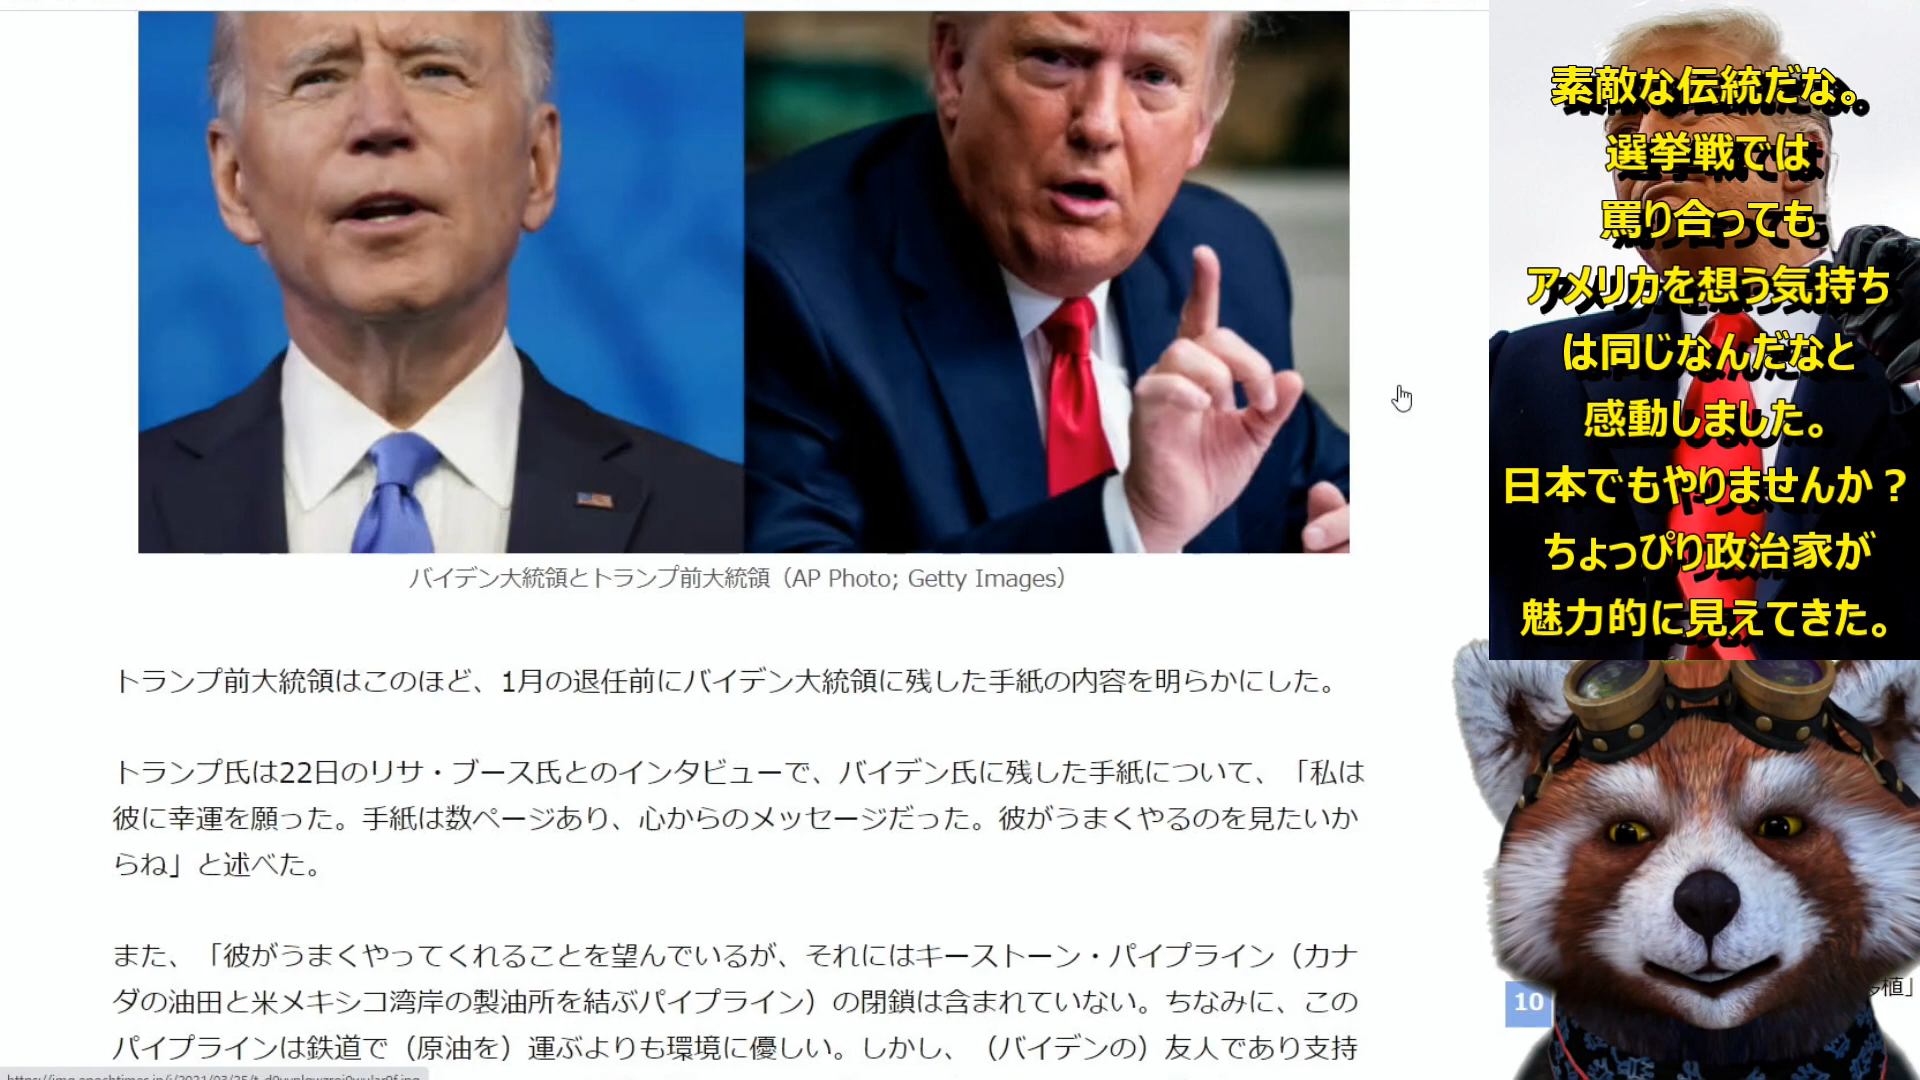 バイデン大統領とトランプ前大統領（AP Photo; Getty Images）
トランプ前大統領はこのほど、1月の退任前にバイデン大統領に残した手紙の内容を明らかにした。
トランプ氏は22日のリサ・ブース氏とのインタビューで、バイデン氏に残した手紙について、「私は
彼に幸運を願った。手紙は数ページあり、心からのメッセージだった。彼がうまくやるのを見たいか
らね」と述べた。
また、「彼がうまくやってくれることを望んでいるが、それにはキーストーン・パイプライン（カナ
ダの油田と米メキシコ湾岸の製油所を結ぶパイプライン）の閉鎖は含まれていない。ちなみに、この
パイプラインは鉄道で（原油を）運ぶよりも環境に優しい。しかし、（バイデンの）友人であり支持
素敵な伝統だな。
選挙戦では
罵り合っても
アメリカを想う気持ち
は同じなんだなと
感動しました。
日本でもやりませんか？
ちょっぴり政治家が
魅力的に見えてきた。
10
植」